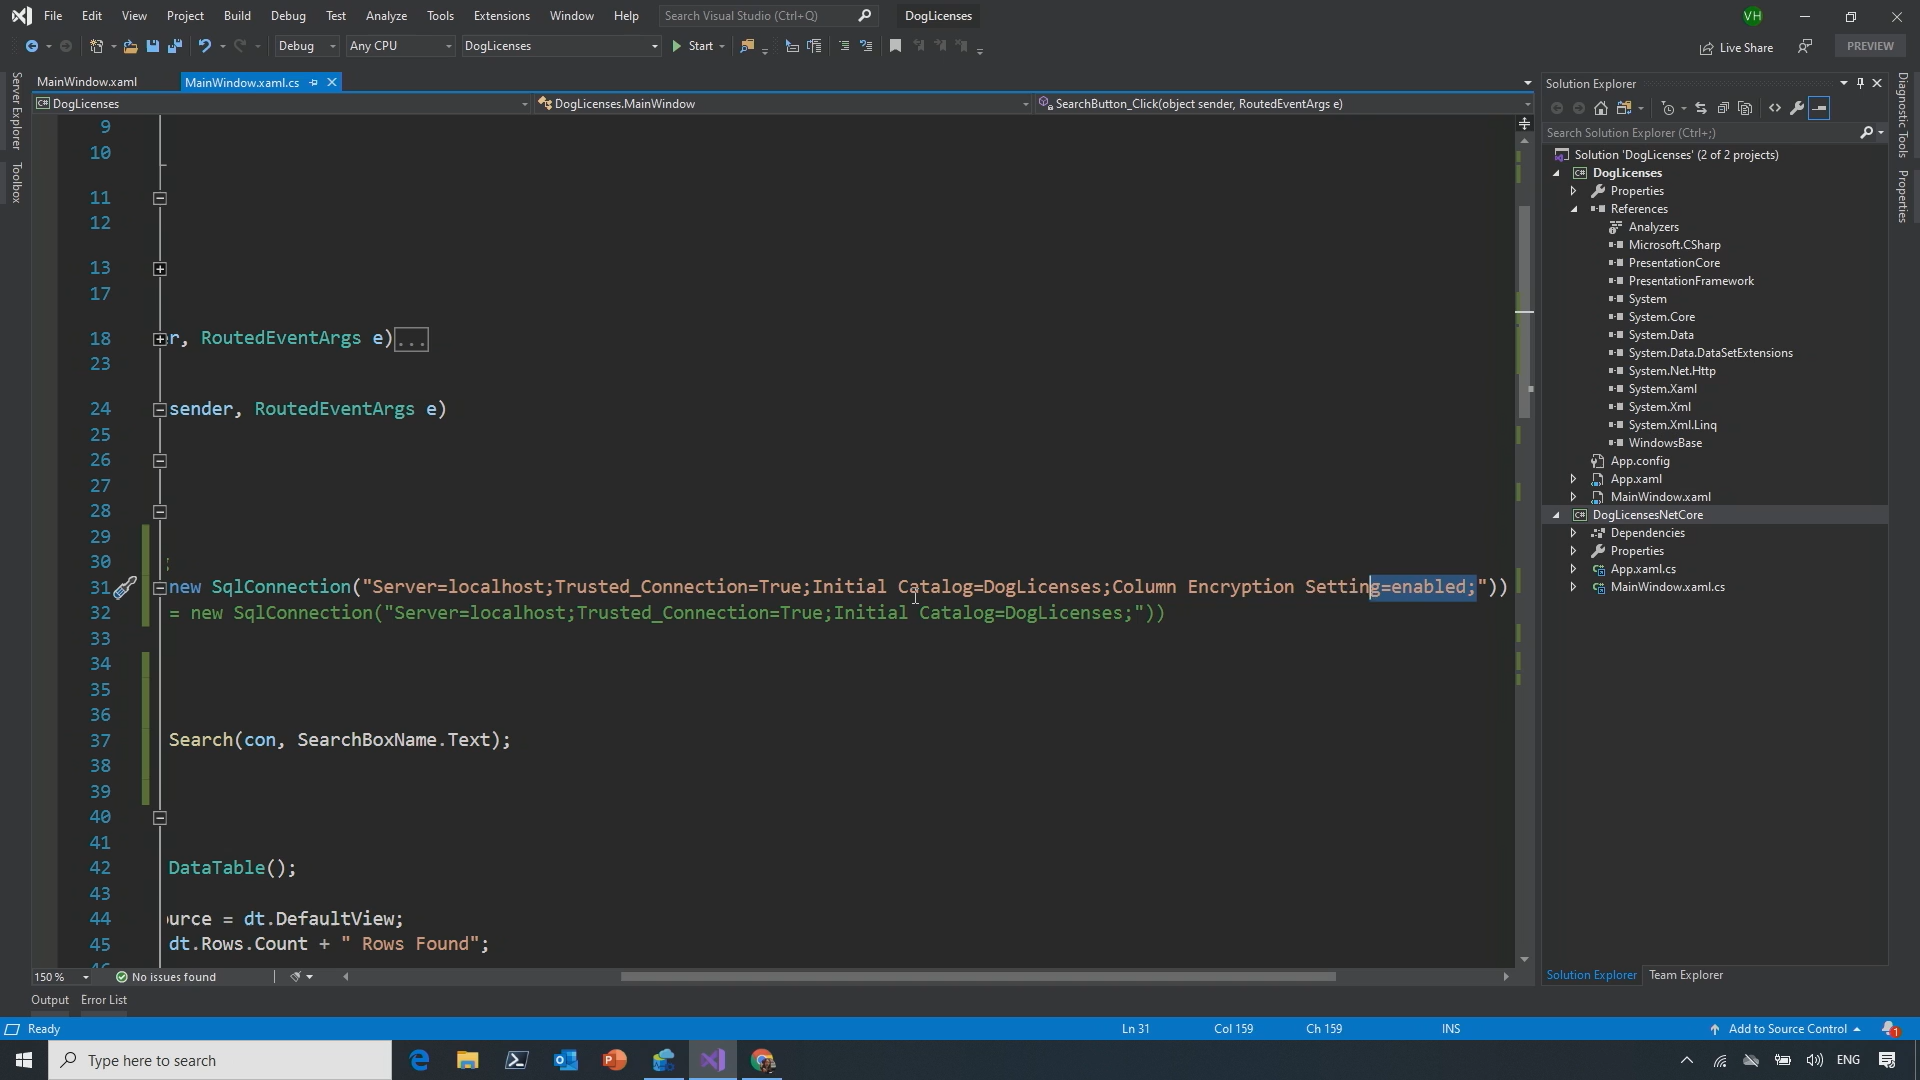 File Edit View Project Build Debug Test Analyze Tools Extensions Window Help Search Visual Studio (Ctrl+Q) DogLicenses VH
Debug Any CPU DogLicenses Start Live Share PREVIEW
MainWindow.xaml MainWindow.xaml.cs
DogLicenses DogLicenses.MainWindow SearchButton_Click(object sender, RoutedEventArgs e)
Server Explorer
Toolbox
9
10
11
12
13
17
18 r, RoutedEventArgs e)...
23
24 sender, RoutedEventArgs e)
25
26
27
28
29
30 ;
31 new SqlConnection("Server=localhost;Trusted_Connection=True;Initial Catalog=DogLicenses;Column Encryption Setting=enabled;"))
32 = new SqlConnection("Server=localhost;Trusted_Connection=True;Initial Catalog=DogLicenses;"))
33
34
35
36
37 Search(con, SearchBoxName.Text);
38
39
40
41
42 DataTable();
43
44 ource = dt.DefaultView;
45 dt.Rows.Count + " Rows Found";
46
150 % No issues found
Output Error List
Solution Explorer
Search Solution Explorer (Ctrl+;)
Solution 'DogLicenses' (2 of 2 projects)
DogLicenses
Properties
References
Analyzers
Microsoft.CSharp
PresentationCore
PresentationFramework
System
System.Core
System.Data
System.Data.DataSetExtensions
System.Net.Http
System.Xaml
System.Xml
System.Xml.Linq
WindowsBase
App.config
App.xaml
MainWindow.xaml
DogLicensesNetCore
Dependencies
Properties
App.xaml.cs
MainWindow.xaml.cs
Solution Explorer Team Explorer
Diagnostic Tools
Properties
Ready Ln 31 Col 159 Ch 159 INS Add to Source Control 1
Type here to search ENG